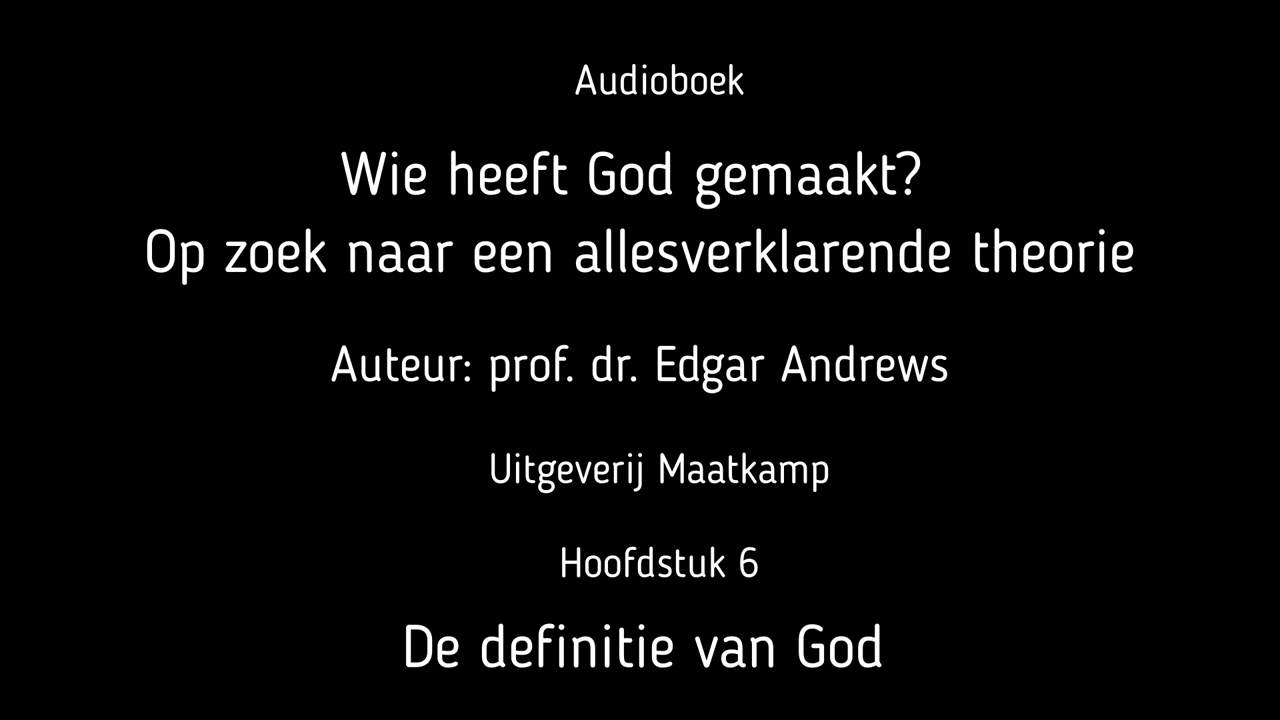 Audioboek
Wie heeft God gemaakt?
Op zoek naar een allesverklarende theorie
Auteur: prof. dr. Edgar Andrews
Uitgeverij Maatkamp
Hoofdstuk 6
De definitie van God